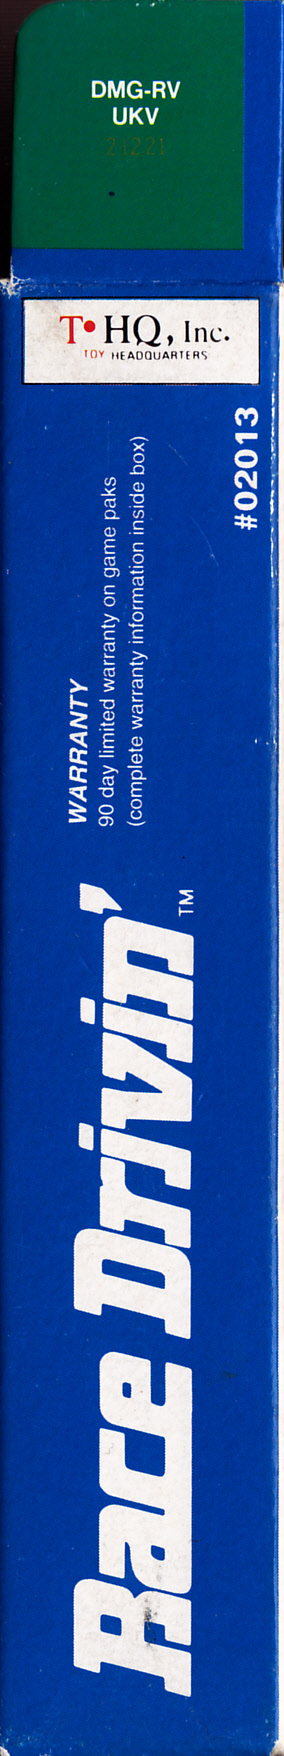 DMG-RV
UKV
21221
T•HQ, Inc.
TOY HEADQUARTERS
#02013
WARRANTY
90 day limited warranty on game paks
(complete warranty information inside box)
Race Drivin'™